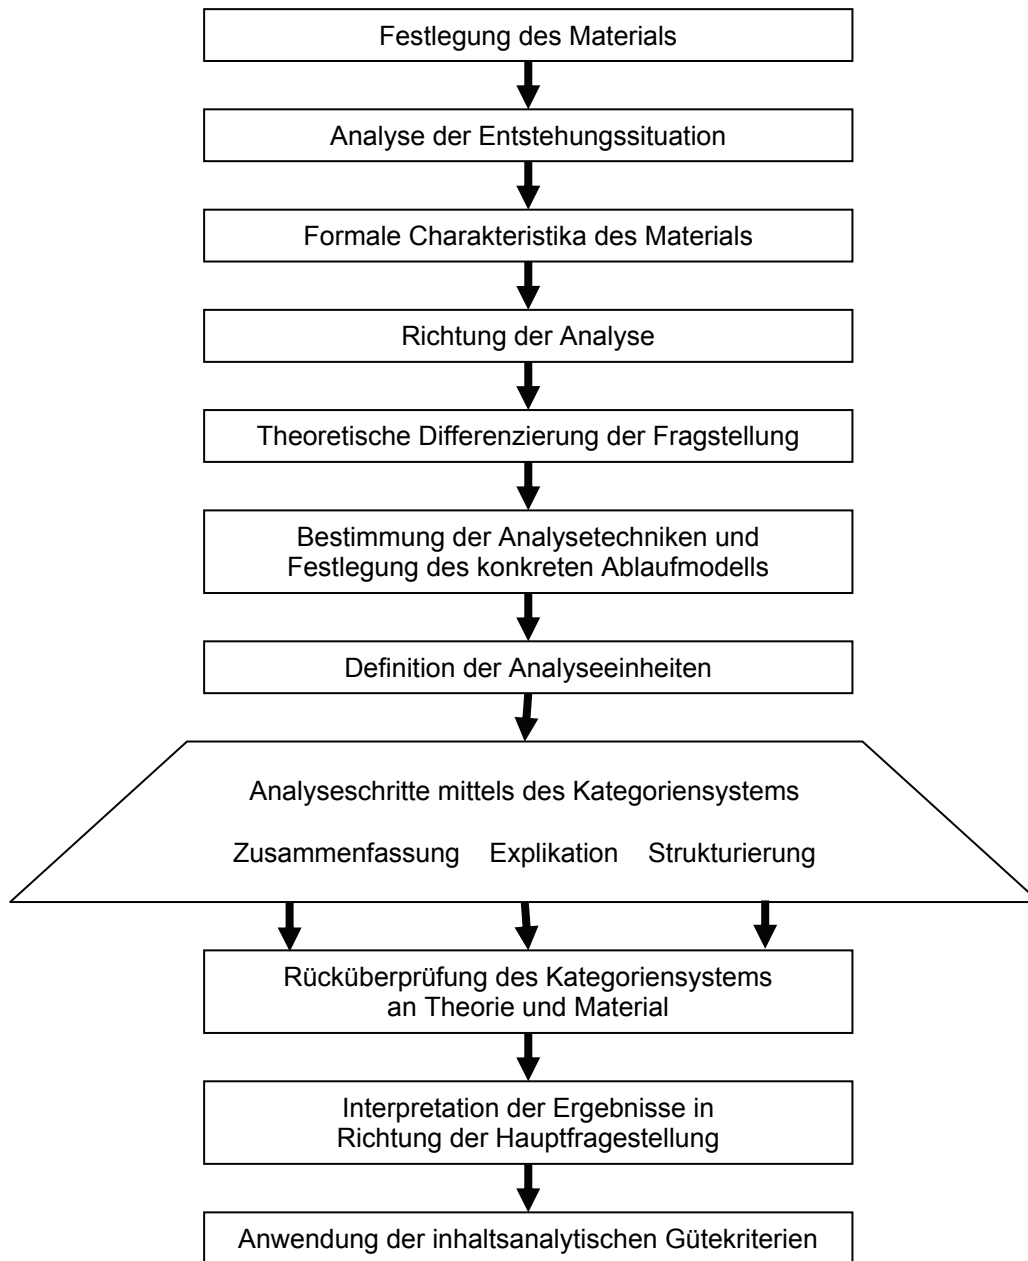 Festlegung des Materials
Analyse der Entstehungssituation
Formale Charakteristika des Materials
Richtung der Analyse
Theoretische Differenzierung der Fragstellung
Bestimmung der Analysetechniken und
Festlegung des konkreten Ablaufmodells
Definition der Analyseeinheiten
Analyseschritte mittels des Kategoriensystems
Zusammenfassung Explikation Strukturierung
Rücküberprüfung des Kategoriensystems
an Theorie und Material
Interpretation der Ergebnisse in
Richtung der Hauptfragestellung
Anwendung der inhaltsanalytischen Gütekriterien